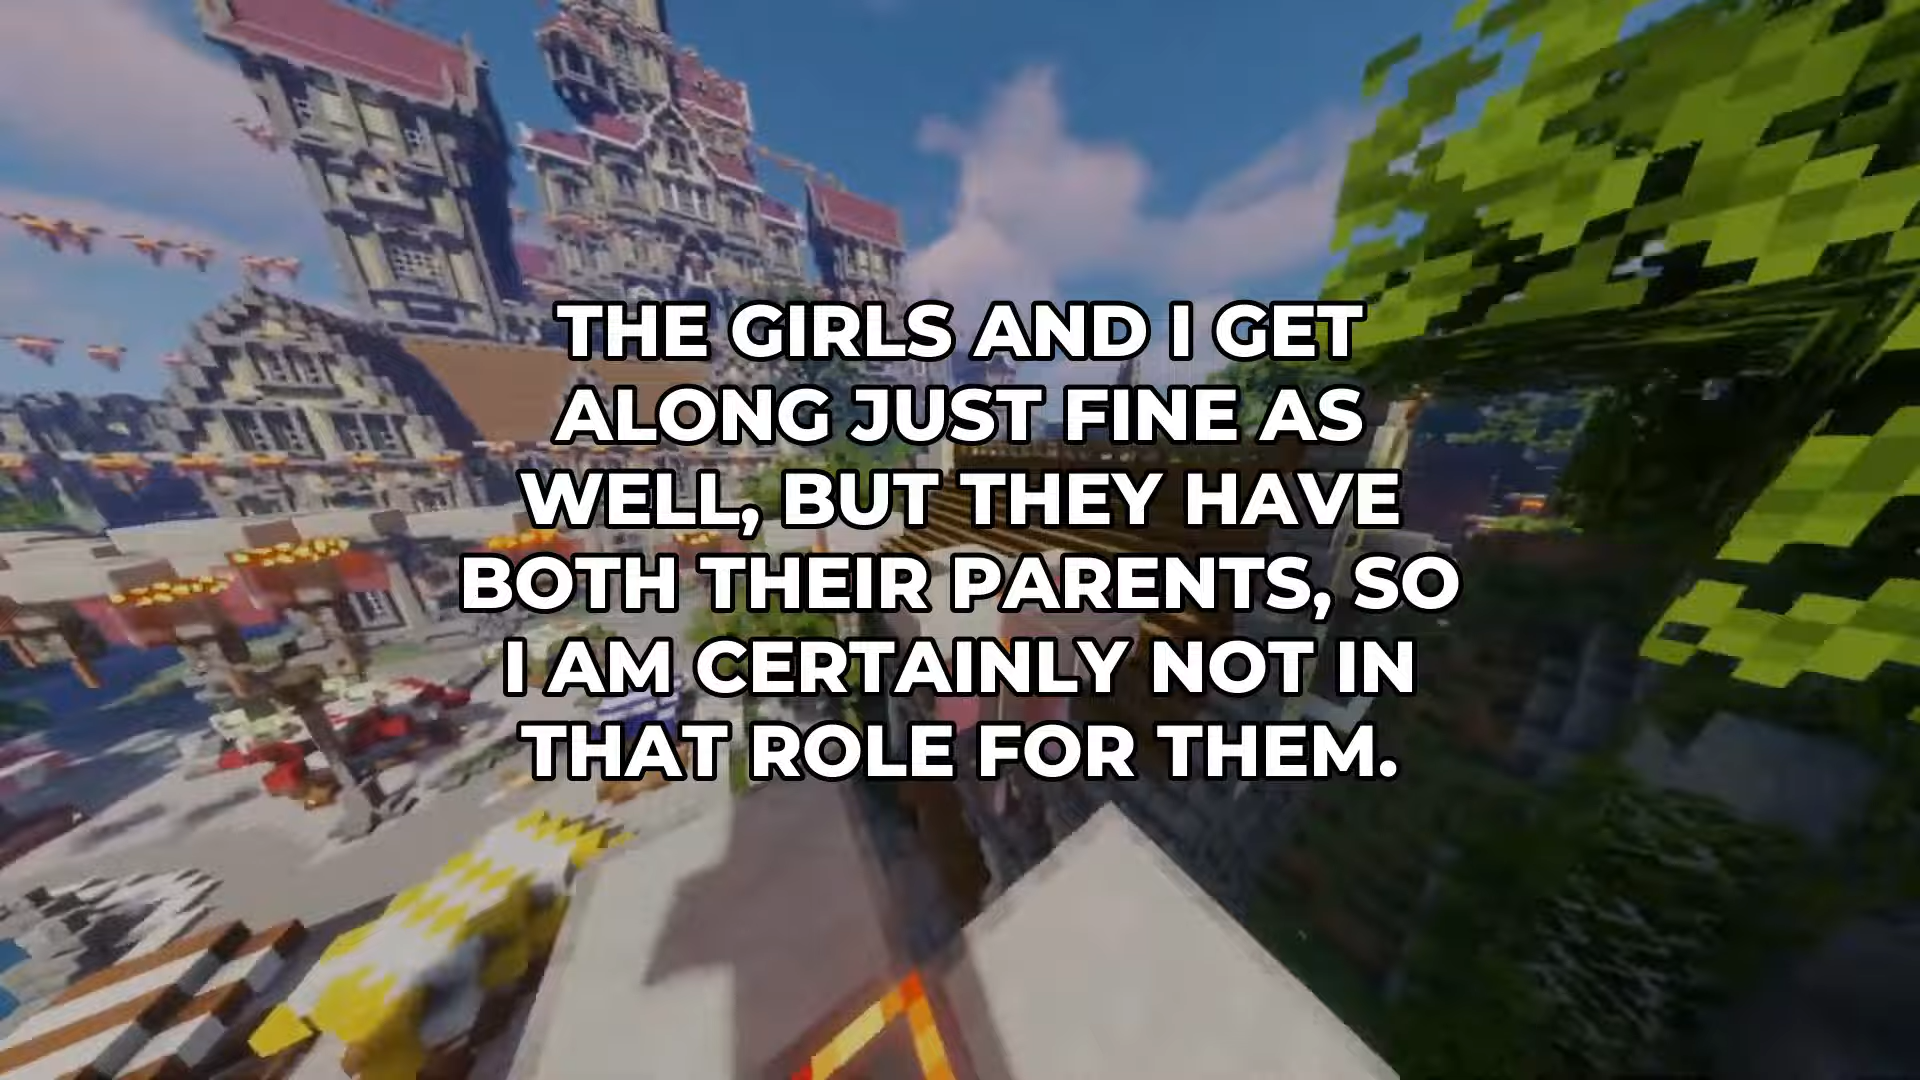 THE GIRLS AND I GET
ALONG JUST FINE AS
WELL, BUT THEY HAVE
BOTH THEIR PARENTS, SO
I AM CERTAINLY NOT IN
THAT ROLE FOR THEM.